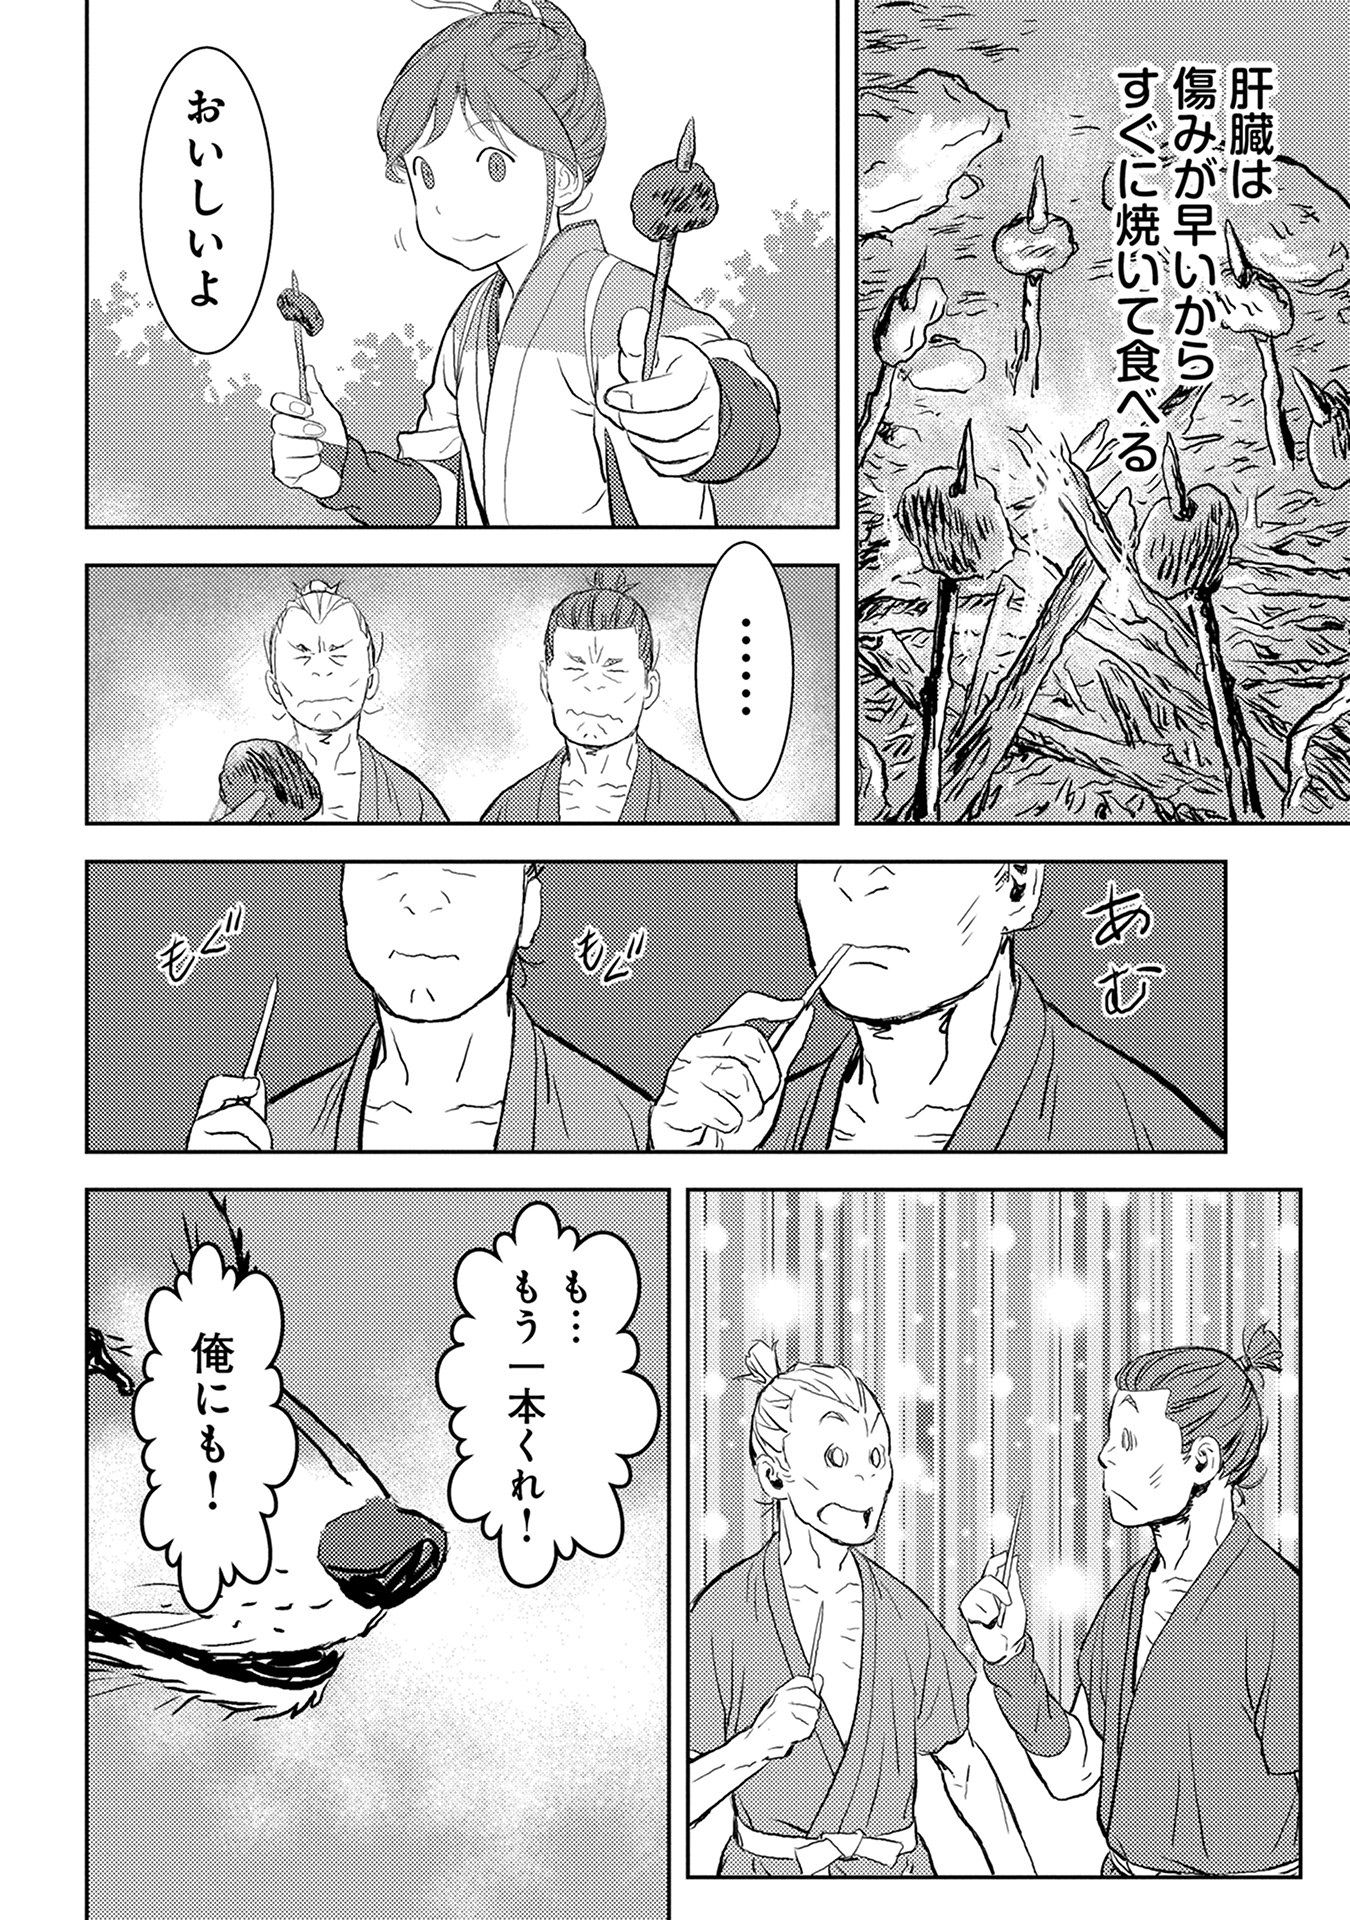 肝臓は
傷みが早いから
すぐに焼いて食べる
おいしいよ
……
あむ
もぐ
もぐ
も…
もう一本くれ！
俺にも！